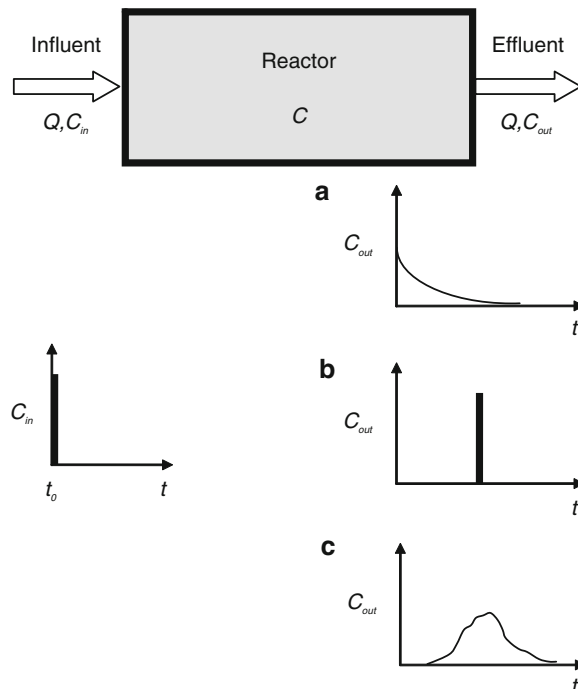 Influent
Effluent
Reactor
C
Q,C_in
Q,C_out
a
C_out
t
b
C_in
t_0
t
C_out
t
c
C_out
t